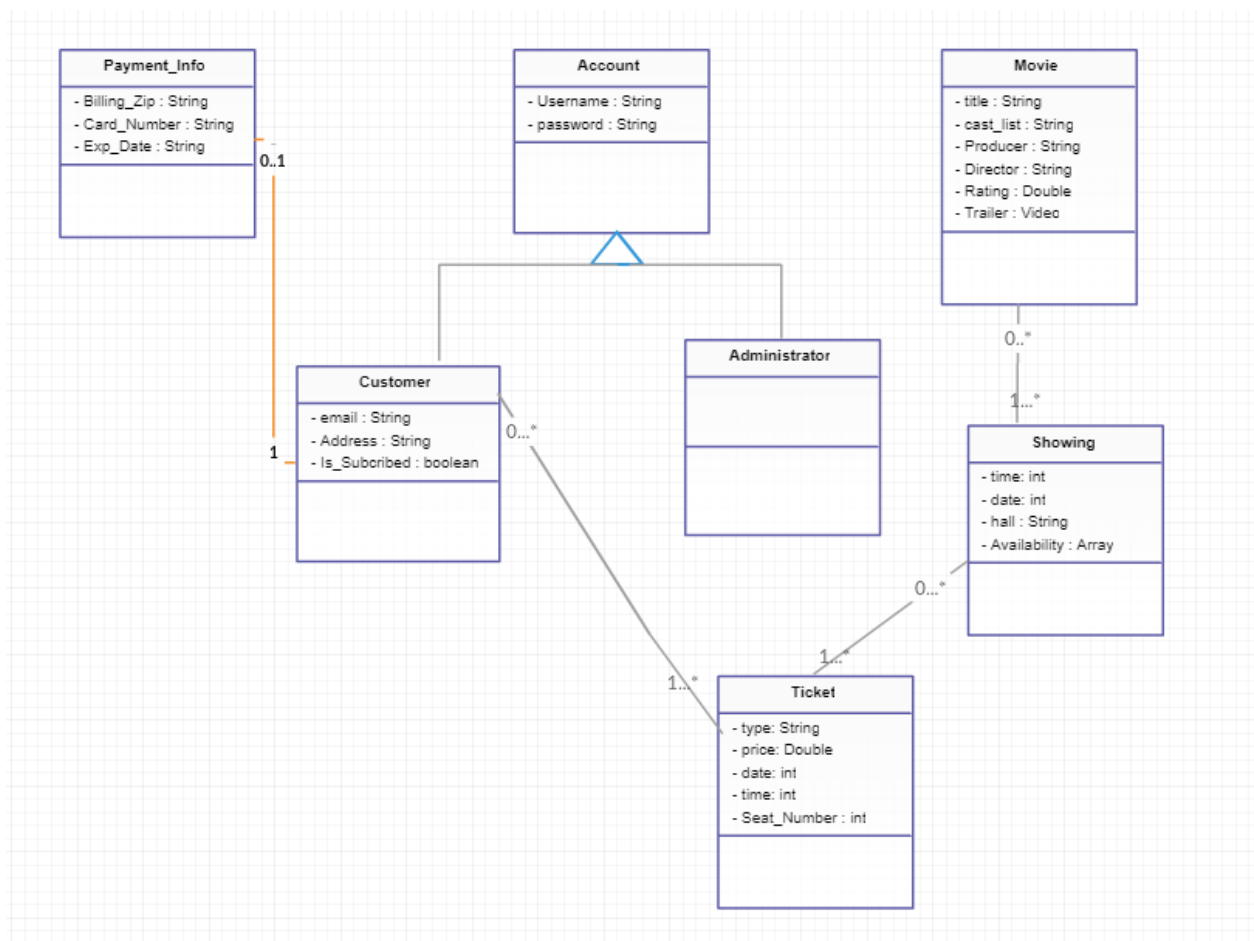 Payment_Info
- Billing_Zip : String
- Card_Number : String
- Exp_Date : String
0..1
1
Account
- Username : String
- password : String
Movie
- title : String
- cast_list : String
- Producer : String
- Director : String
- Rating : Double
- Trailer : Video
0..*
1...*
Customer
- email : String
- Address : String
- Is_Subcribed : boolean
0...*
1...*
Administrator
Showing
- time: int
- date: int
- hall : String
- Availability : Array
0...*
1...*
Ticket
- type: String
- price: Double
- date: int
- time: int
- Seat_Number : int